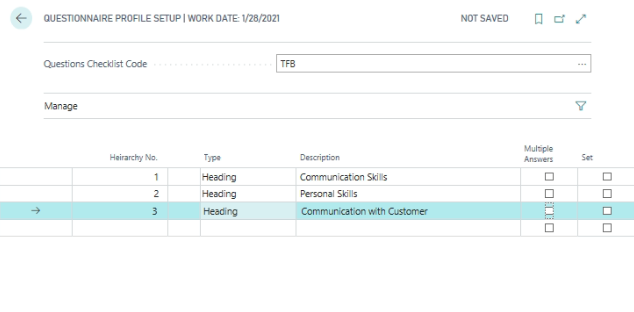 QUESTIONNAIRE PROFILE SETUP | WORK DATE: 1/28/2021 NOT SAVED
Questions Checklist Code TFB ...
Manage
Heirarchy No. Type Description Multiple Answers Set
1 Heading Communication Skills
2 Heading Personal Skills
3 Heading Communication with Customer